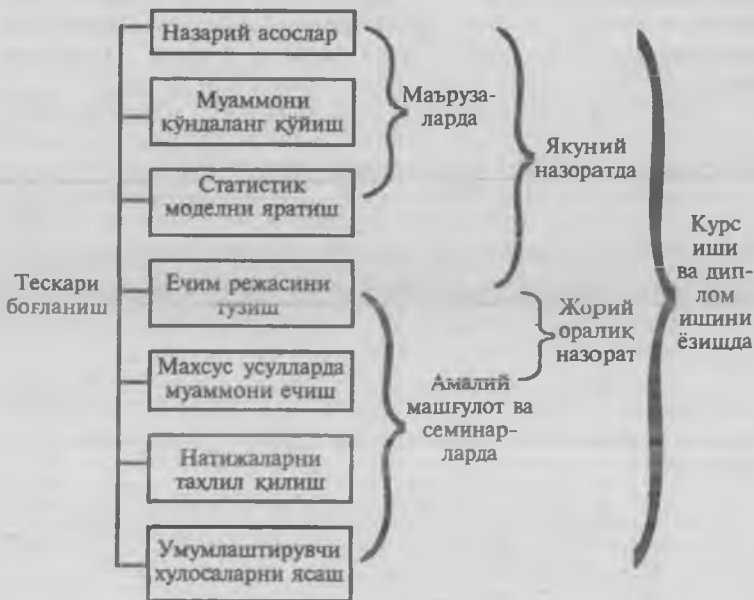 Назарий асослар
Муаммони
кўндаланг қўйиш
Статистик
моделни яратиш
Ечим режасини
тузиш
Махсус усулларда
муаммони ечиш
Натижаларни
таҳлил қилиш
Умумлаштирувчи
хулосаларни ясаш
Тескари
боғланиш
Маъруза-
ларда
Амалий
машғулот ва
семинар-
ларда
Якуний
назоратда
Жорий
оралиқ
назорат
Курс
иши
ва дип-
лом
ишини
ёзишда